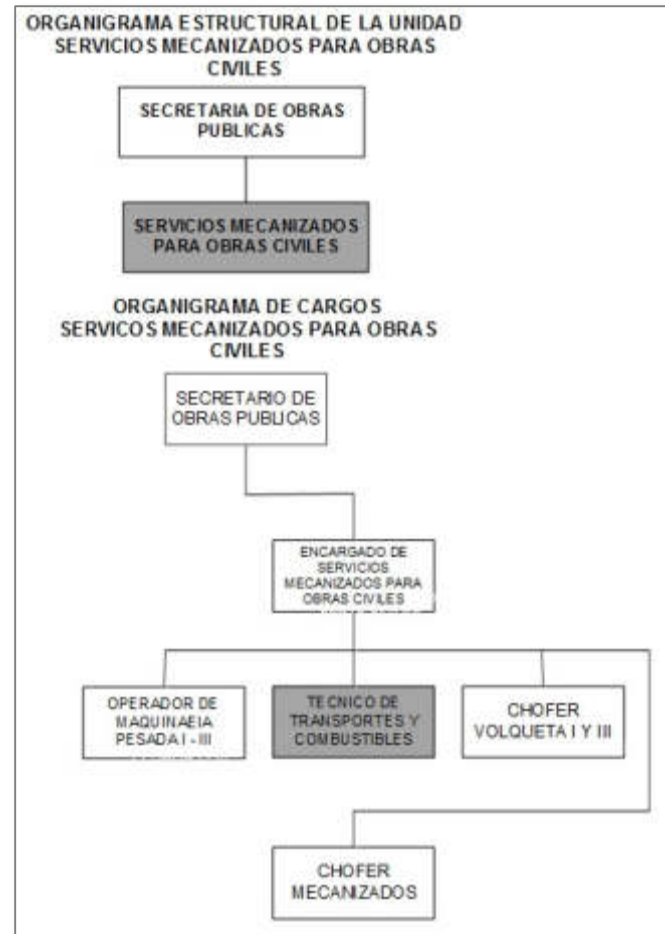 ORGANIGRAMA ESTRUCTURAL DE LA UNIDAD
SERVICIOS MECANIZADOS PARA OBRAS
CIVILES
SECRETARIA DE OBRAS
PUBLICAS
SERVICIOS MECANIZADOS
PARA OBRAS CIVILES
ORGANIGRAMA DE CARGOS
SERVICOS MECANIZADOS PARA OBRAS
CIVILES
SECRETARIO DE
OBRAS PUBLICAS
ENCARGADO DE
SERVICIOS
MECANIZADOS PARA
OBRAS CIVILES
OPERADOR DE
MAQUINAEIA
PESADA I - III
TECNICO DE
TRANSPORTES Y
COMBUSTIBLES
CHOFER
VOLQUETA I Y III
CHOFER
MECANIZADOS